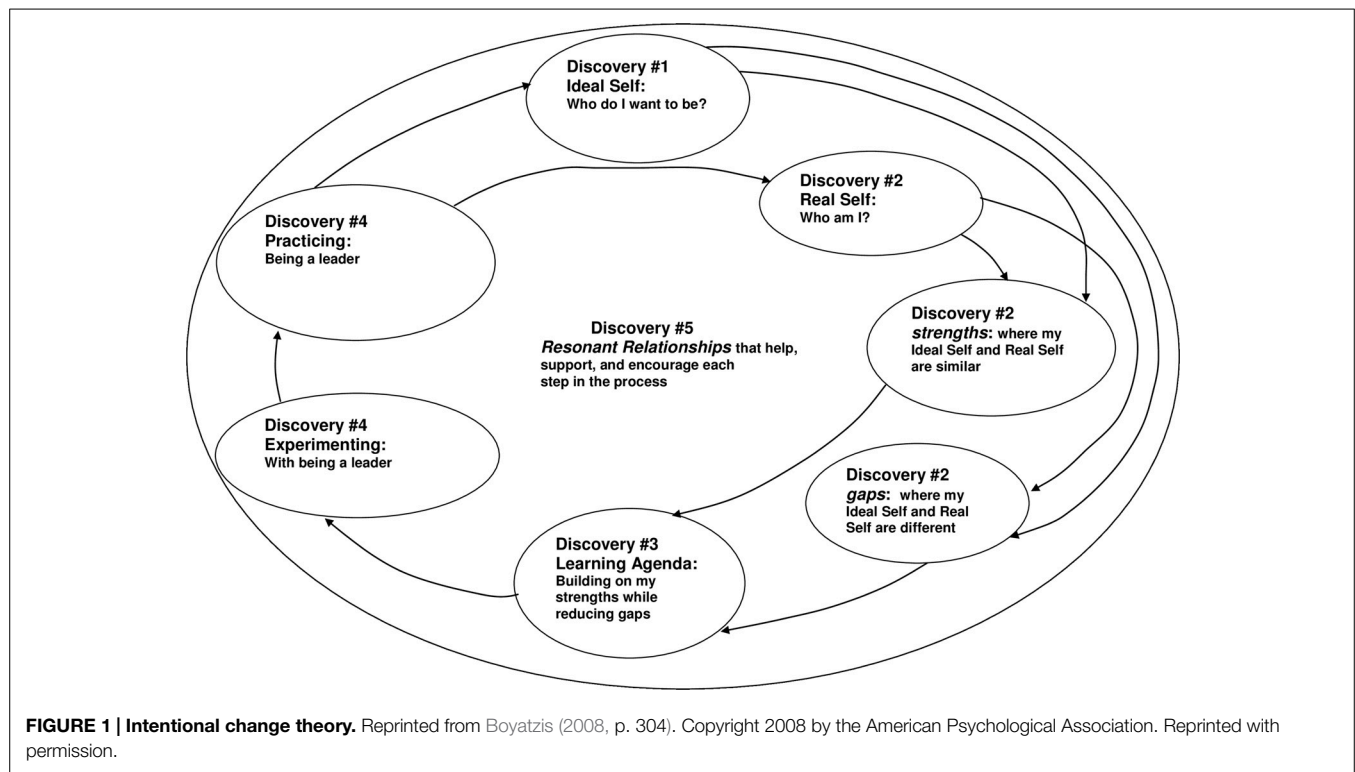 Discovery #1
Ideal Self:
Who do I want to be?
Discovery #2
Real Self:
Who am I?
Discovery #4
Practicing:
Being a leader
Discovery #2
strengths: where my
Ideal Self and Real Self
are similar
Discovery #5
Resonant Relationships that help,
support, and encourage each
step in the process
Discovery #4
Experimenting:
With being a leader
Discovery #2
gaps: where my
Ideal Self and Real
Self are different
Discovery #3
Learning Agenda:
Building on my
strengths while
reducing gaps
FIGURE 1 | Intentional change theory. Reprinted from Boyatzis (2008, p. 304). Copyright 2008 by the American Psychological Association. Reprinted with
permission.